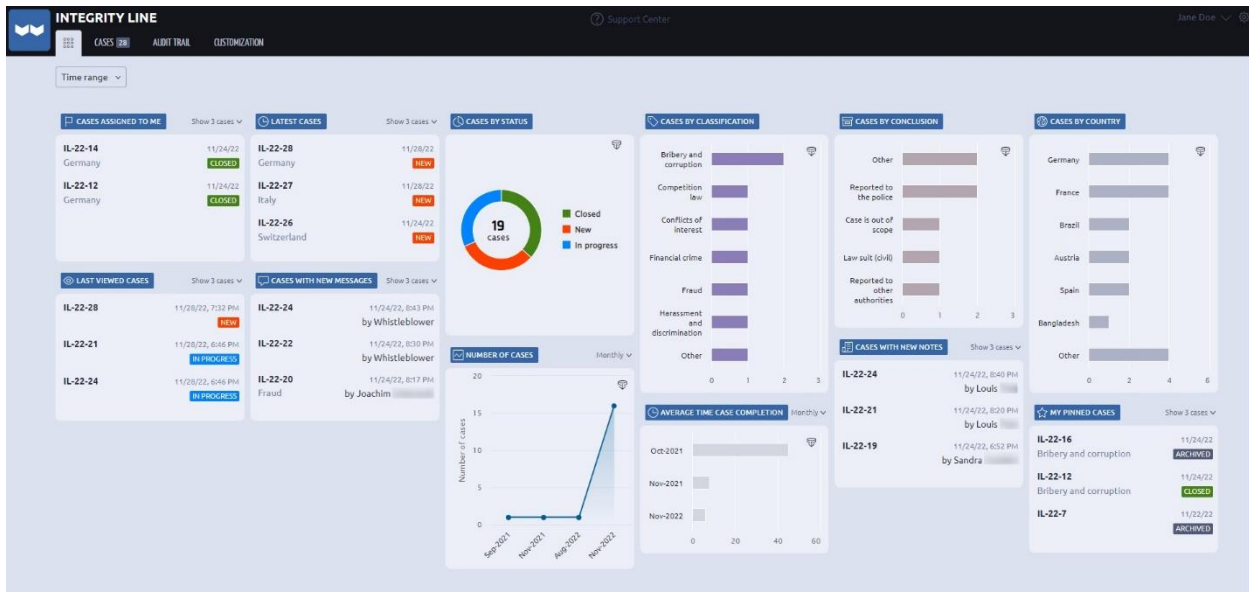 INTEGRITY LINE
Support Center
Jane Doe
CASES 28 AUDIT TRAIL CUSTOMIZATION
Time range
CASES ASSIGNED TO ME Show 3 cases
IL-22-14 11/24/22
Germany CLOSED
IL-22-12 11/24/22
Germany CLOSED
LATEST CASES Show 3 cases
IL-22-28 11/28/22
Germany NEW
IL-22-27 11/28/22
Italy NEW
IL-22-26 11/24/22
Switzerland NEW
CASES BY STATUS
19
cases
Closed
New
In progress
CASES BY CLASSIFICATION
Bribery and
corruption
Competition
law
Conflicts of
interest
Financial crime
Fraud
Harassment
and
discrimination
Other
0 1 2 3
CASES BY CONCLUSION
Other
Reported to
the police
Case is out of
scope
Law suit (civil)
Reported to
other
authorities
0 1 2 3
CASES BY COUNTRY
Germany
France
Brazil
Austria
Spain
Bangladesh
Other
0 2 4 6
LAST VIEWED CASES Show 3 cases
IL-22-28 11/28/22, 7:32 PM
NEW
IL-22-21 11/28/22, 6:46 PM
IN PROGRESS
IL-22-24 11/28/22, 6:46 PM
IN PROGRESS
CASES WITH NEW MESSAGES Show 3 cases
IL-22-24 11/24/22, 8:43 PM
by Whistleblower
IL-22-22 11/24/22, 8:30 PM
by Whistleblower
IL-22-20 11/24/22, 8:17 PM
Fraud by Joachim
NUMBER OF CASES Monthly
Number of cases
20
15
10
5
0
Sep-2021 Nov-2021 Aug-2022 Nov-2022
AVERAGE TIME CASE COMPLETION Monthly
Oct-2021
Nov-2021
Nov-2022
0 20 40 60
CASES WITH NEW NOTES Show 3 cases
IL-22-24 11/24/22, 8:40 PM
by Louis
IL-22-21 11/24/22, 8:20 PM
by Louis
IL-22-19 11/24/22, 6:52 PM
by Sandra
MY PINNED CASES Show 3 cases
IL-22-16 11/24/22
Bribery and corruption ARCHIVED
IL-22-12 11/24/22
Bribery and corruption CLOSED
IL-22-7 11/22/22
ARCHIVED